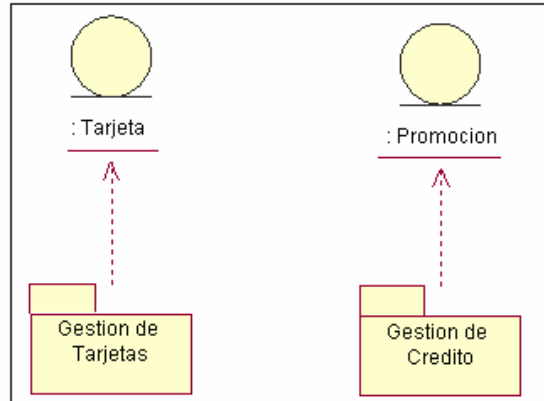 : Tarjeta
: Promocion
Gestion de
Tarjetas
Gestion de
Credito